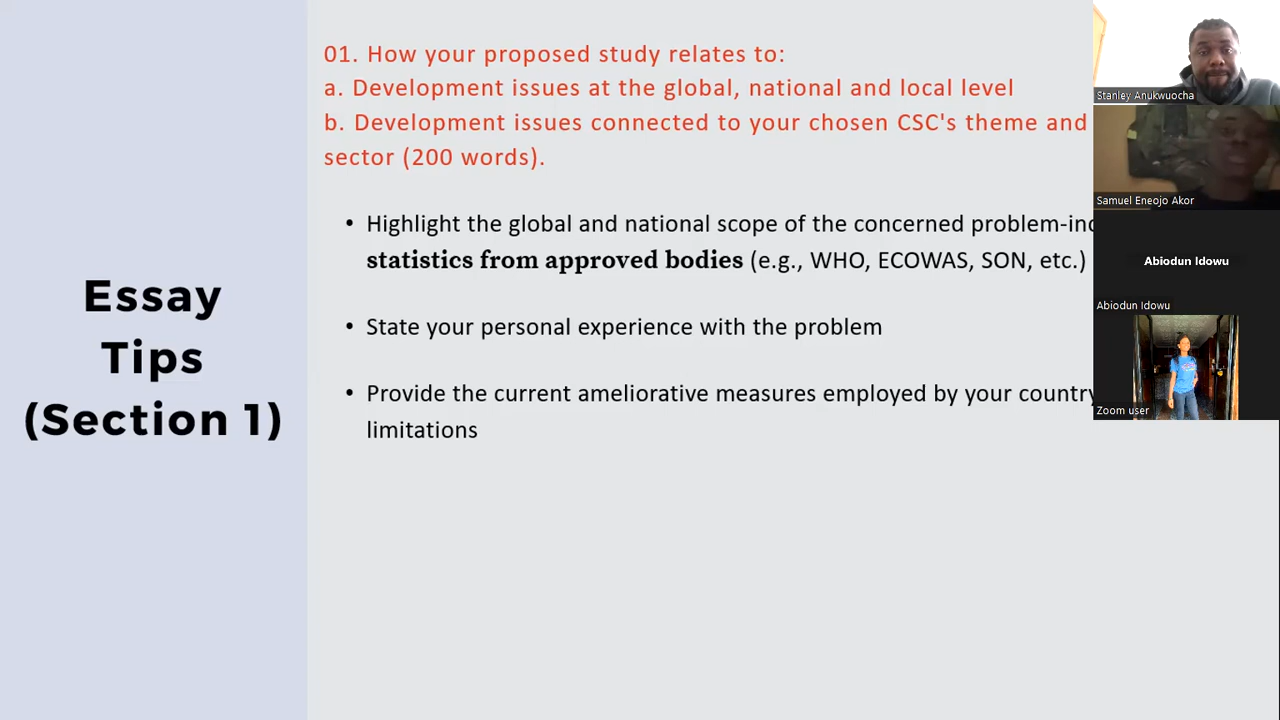 Essay
Tips
(Section 1)
01. How your proposed study relates to:
a. Development issues at the global, national and local level
b. Development issues connected to your chosen CSC's theme and
sector (200 words).
• Highlight the global and national scope of the concerned
statistics from approved bodies (e.g., WHO, ECOWAS, SON, etc.)
• State your personal experience with the problem
• Provide the current ameliorative measures employed by your country
limitations
Stanley Anukwuocha
Samuel Eneojo Akor
Abiodun Idowu
Abiodun Idowu
Zoom user